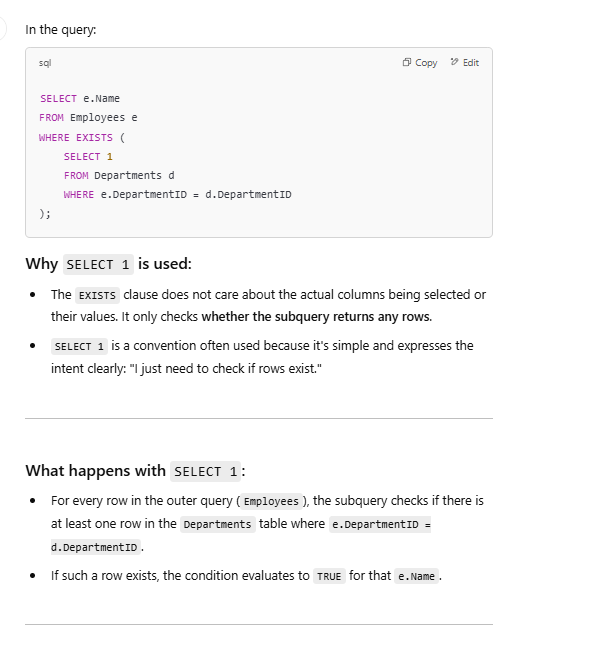 In the query:
sql Copy Edit
SELECT e.Name
FROM Employees e
WHERE EXISTS (
    SELECT 1
    FROM Departments d
    WHERE e.DepartmentID = d.DepartmentID
);
Why SELECT 1 is used:
• The EXISTS clause does not care about the actual columns being selected or
their values. It only checks whether the subquery returns any rows.
• SELECT 1 is a convention often used because it's simple and expresses the
intent clearly: "I just need to check if rows exist."
What happens with SELECT 1:
• For every row in the outer query (Employees), the subquery checks if there is
at least one row in the Departments table where e.DepartmentID =
d.DepartmentID.
• If such a row exists, the condition evaluates to TRUE for that e.Name.